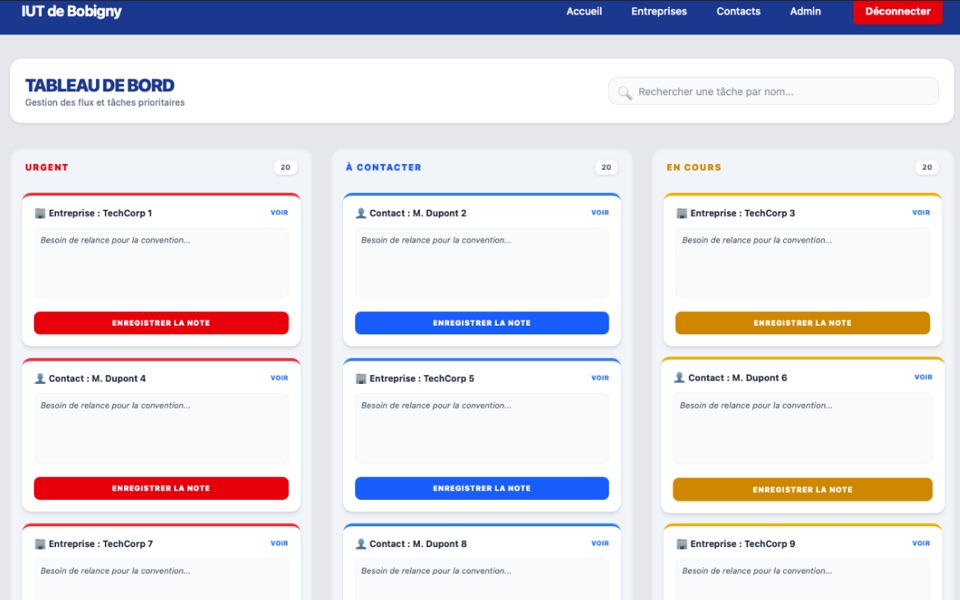 IUT de Bobigny
Accueil Entreprises Contacts Admin Déconnecter
TABLEAU DE BORD
Gestion des flux et tâches prioritaires
Rechercher une tâche par nom...
URGENT 20
Entreprise : TechCorp 1 VOIR
Besoin de relance pour la convention...
ENREGISTRER LA NOTE
Contact : M. Dupont 4 VOIR
Besoin de relance pour la convention...
ENREGISTRER LA NOTE
Entreprise : TechCorp 7 VOIR
Besoin de relance pour la convention...
À CONTACTER 20
Contact : M. Dupont 2 VOIR
Besoin de relance pour la convention...
ENREGISTRER LA NOTE
Entreprise : TechCorp 5 VOIR
Besoin de relance pour la convention...
ENREGISTRER LA NOTE
Contact : M. Dupont 8 VOIR
Besoin de relance pour la convention...
EN COURS 20
Entreprise : TechCorp 3 VOIR
Besoin de relance pour la convention...
ENREGISTRER LA NOTE
Contact : M. Dupont 6 VOIR
Besoin de relance pour la convention...
ENREGISTRER LA NOTE
Entreprise : TechCorp 9 VOIR
Besoin de relance pour la convention...